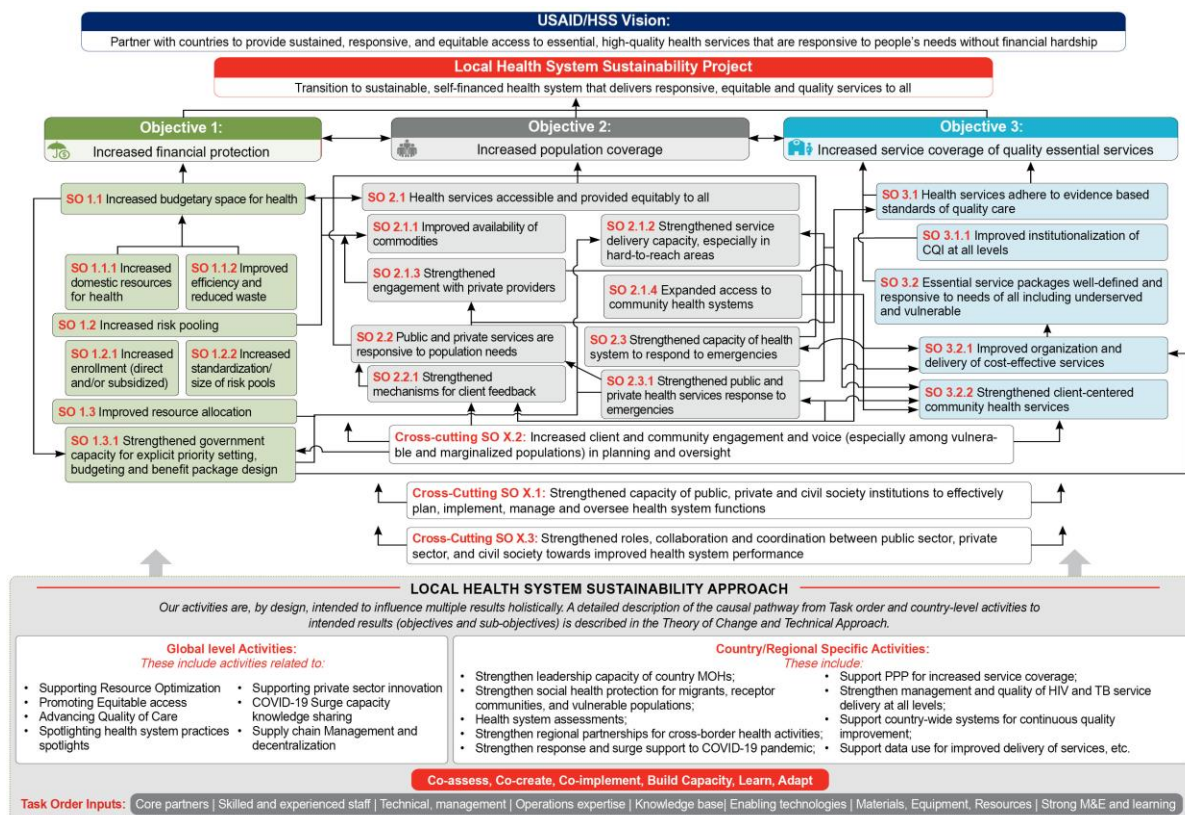 USAID/HSS Vision:
Partner with countries to provide sustained, responsive, and equitable access to essential, high-quality health services that are responsive to people's needs without financial hardship
Local Health System Sustainability Project
Transition to sustainable, self-financed health system that delivers responsive, equitable and quality services to all
Objective 1:
Increased financial protection
Objective 2:
Increased population coverage
Objective 3:
Increased service coverage of quality essential services
SO 1.1 Increased budgetary space for health
SO 1.1.1 Increased
domestic resources
for health
SO 1.1.2 Improved
efficiency and
reduced waste
SO 1.2 Increased risk pooling
SO 1.2.1 Increased
enrollment (direct
and/or subsidized)
SO 1.2.2 Increased
standardization/
size of risk pools
SO 1.3 Improved resource allocation
SO 1.3.1 Strengthened government
capacity for explicit priority setting,
budgeting and benefit package design
SO 2.1 Health services accessible and provided equitably to all
SO 2.1.1 Improved availability
of commodities
SO 2.1.2 Strengthened service
delivery capacity, especially in
hard-to-reach areas
SO 2.1.3 Strengthened
engagement with private providers
SO 2.1.4 Expanded access to
community health systems
SO 2.2 Public and private services are
responsive to population needs
SO 2.3 Strengthened capacity of health
system to respond to emergencies
SO 2.2.1 Strengthened
mechanisms for client feedback
SO 2.3.1 Strengthened public and
private health services response to
emergencies
SO 3.1 Health services adhere to evidence based
standards of quality care
SO 3.1.1 Improved institutionalization of
CQI at all levels
SO 3.2 Essential service packages well-defined and
responsive to needs of all including underserved
and vulnerable
SO 3.2.1 Improved organization and
delivery of cost-effective services
SO 3.2.2 Strengthened client-centered
community health services
Cross-cutting SO X.2: Increased client and community engagement and voice (especially among vulnera-
ble and marginalized populations) in planning and oversight
Cross-Cutting SO X.1: Strengthened capacity of public, private and civil society institutions to effectively
plan, implement, manage and oversee health system functions
Cross-Cutting SO X.3: Strengthened roles, collaboration and coordination between public sector, private
sector, and civil society towards improved health system performance
LOCAL HEALTH SYSTEM SUSTAINABILITY APPROACH
Our activities are, by design, intended to influence multiple results holistically. A detailed description of the causal pathway from Task order and country-level activities to
intended results (objectives and sub-objectives) is described in the Theory of Change and Technical Approach.
Global level Activities:
These include activities related to:
• Supporting Resource Optimization
• Promoting Equitable access
• Advancing Quality of Care
• Spotlighting health system practices
spotlights
• Supporting private sector innovation
• COVID-19 Surge capacity
knowledge sharing
• Supply chain Management and
decentralization
Country/Regional Specific Activities:
These include:
• Strengthen leadership capacity of country MOHs;
• Strengthen social health protection for migrants, receptor
communities, and vulnerable populations;
• Health system assessments;
• Strengthen regional partnerships for cross-border health activities;
• Strengthen response and surge support to COVID-19 pandemic;
• Support PPP for increased service coverage;
• Strengthen management and quality of HIV and TB service
delivery at all levels;
• Support country-wide systems for continuous quality
improvement;
• Support data use for improved delivery of services, etc.
Co-assess, Co-create, Co-implement, Build Capacity, Learn, Adapt
Task Order Inputs: Core partners | Skilled and experienced staff | Technical, management | Operations expertise | Knowledge base| Enabling technologies | Materials, Equipment, Resources | Strong M&E and learning